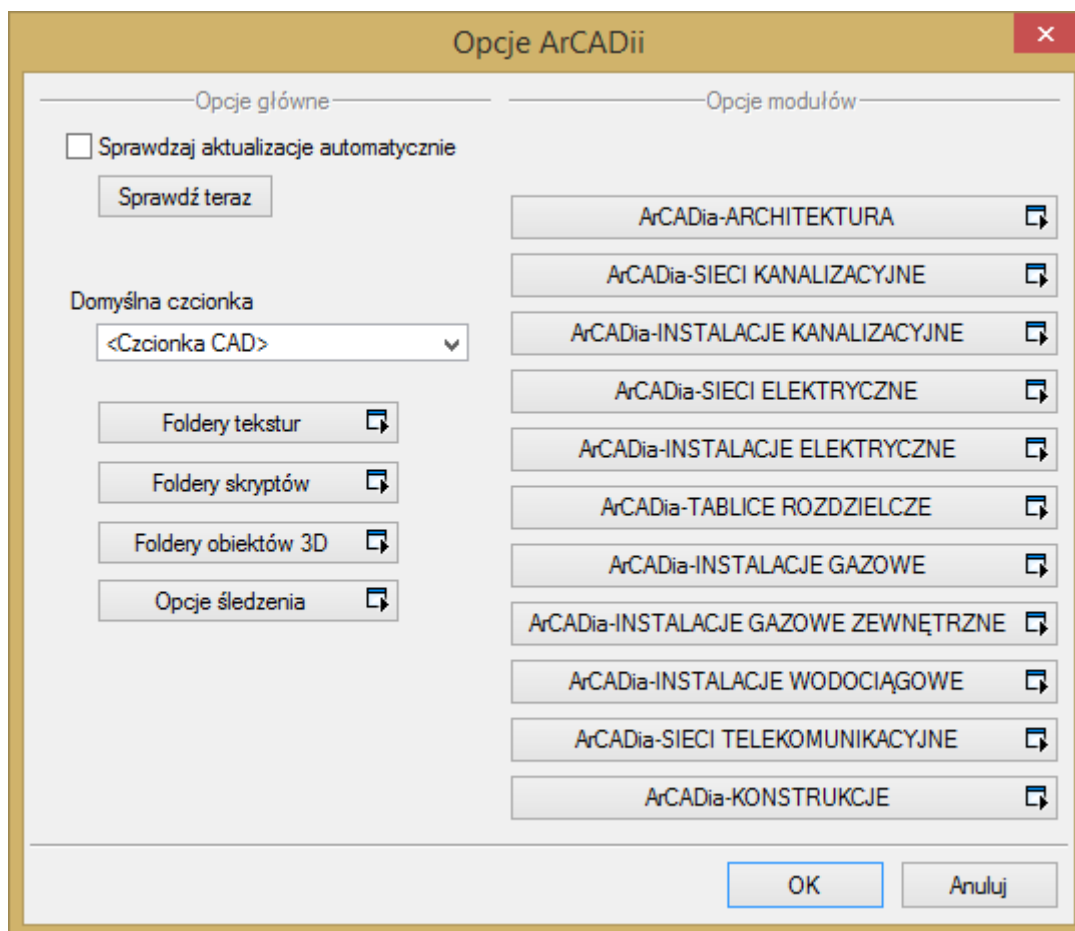 Opcje ArCADii
Opcje główne
Sprawdzaj aktualizacje automatycznie
Sprawdź teraz
Domyślna czcionka
<Czcionka CAD>
Foldery tekstur
Foldery skryptów
Foldery obiektów 3D
Opcje śledzenia
Opcje modułów
ArCADia-ARCHITEKTURA
ArCADia-SIECI KANALIZACYJNE
ArCADia-INSTALACJE KANALIZACYJNE
ArCADia-SIECI ELEKTRYCZNE
ArCADia-INSTALACJE ELEKTRYCZNE
ArCADia-TABLICE ROZDZIELCZE
ArCADia-INSTALACJE GAZOWE
ArCADia-INSTALACJE GAZOWE ZEWNĘTRZNE
ArCADia-INSTALACJE WODOCIĄGOWE
ArCADia-SIECI TELEKOMUNIKACYJNE
ArCADia-KONSTRUKCJE
OK
Anuluj